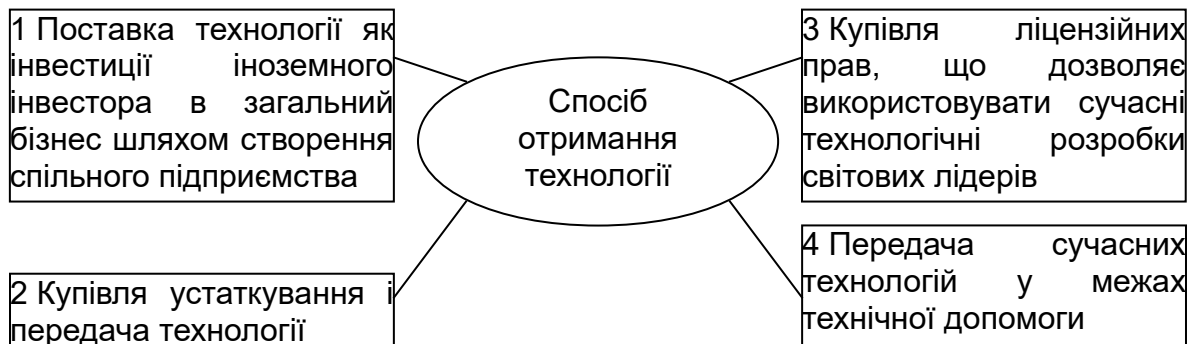 1 Поставка технології як
інвестиції іноземного
інвестора в загальний
бізнес шляхом створення
спільного підприємства
2 Купівля устаткування і
передача технології
Спосіб
отримання
технології
3 Купівля ліцензійних
прав, що дозволяє
використовувати сучасні
технологічні розробки
світових лідерів
4 Передача сучасних
технологій у межах
технічної допомоги